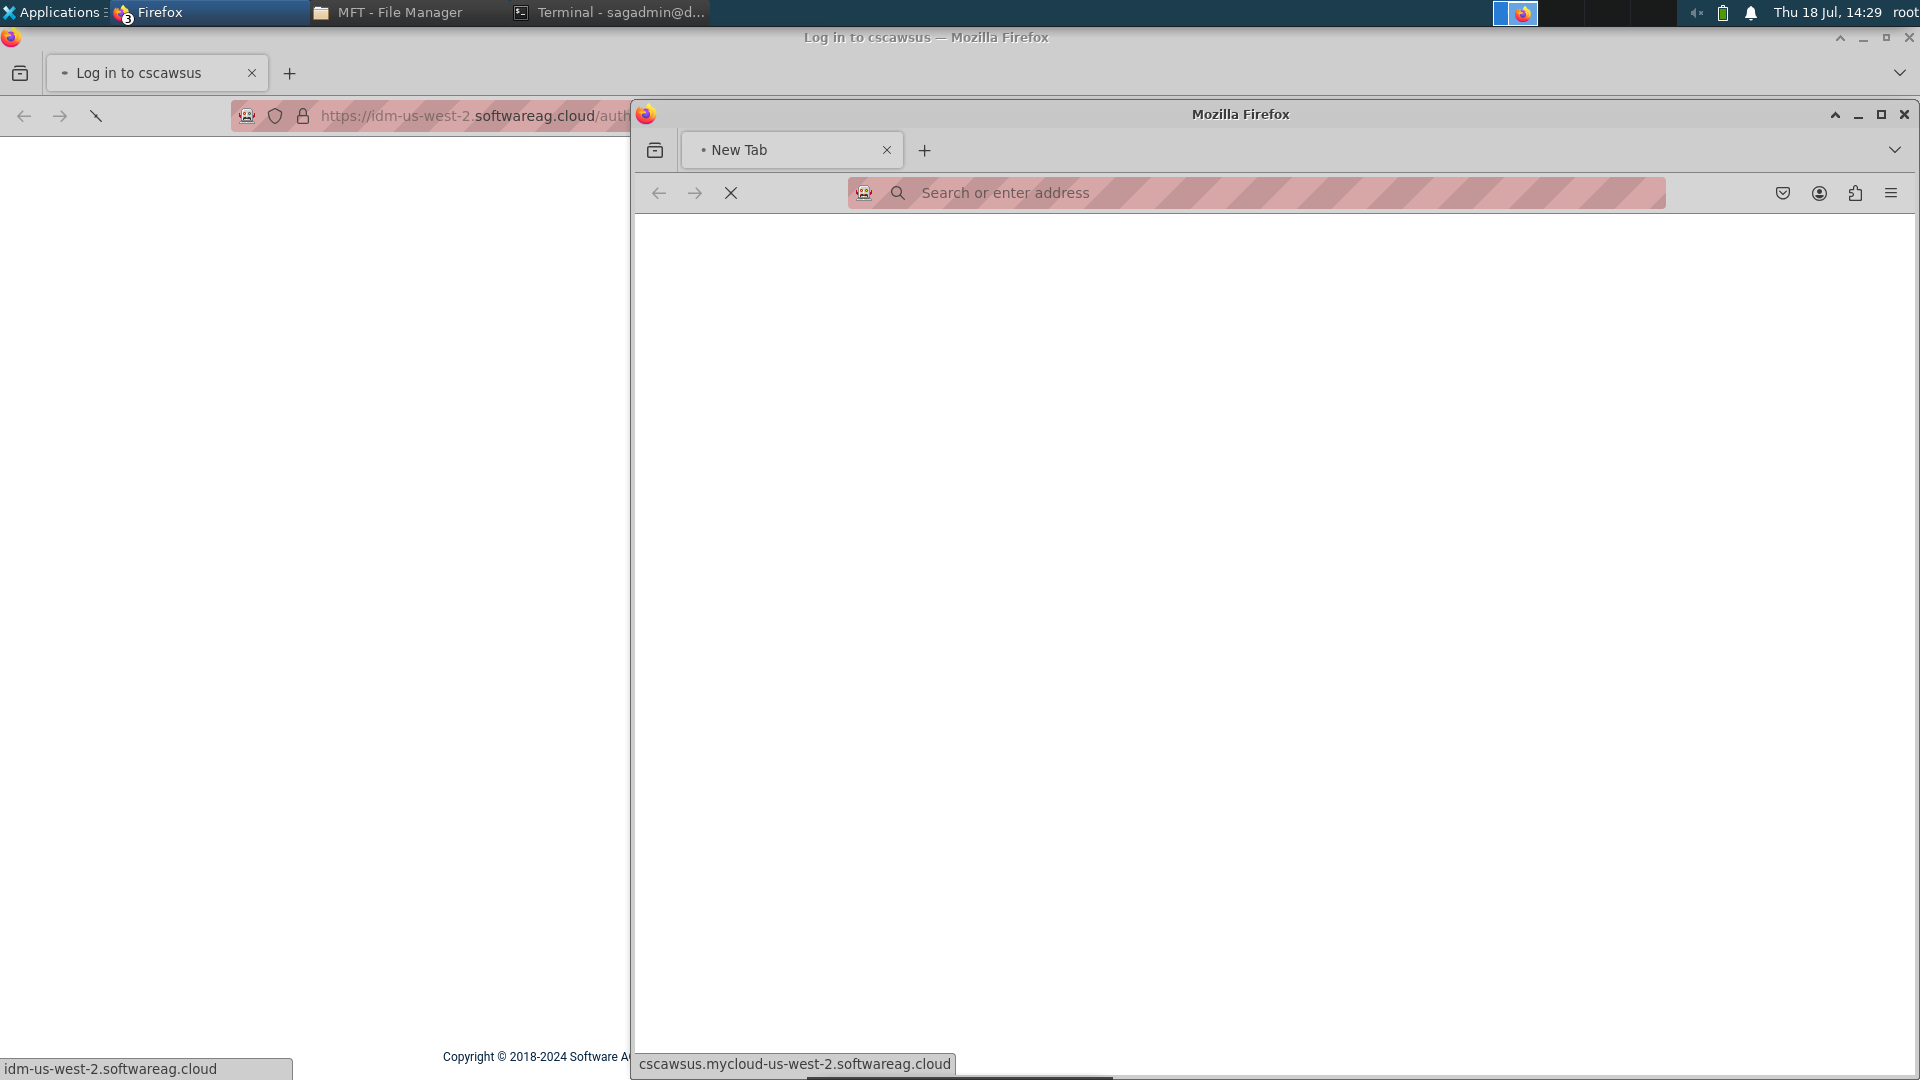 Applications
3 Firefox
MFT - File Manager
Terminal - sagadmin@d...
Thu 18 Jul, 14:29
root
Log in to cscawsus — Mozilla Firefox
Log in to cscawsus
https://idm-us-west-2.softwareag.cloud/auth
Mozilla Firefox
New Tab
Search or enter address
Copyright © 2018-2024 Software A
idm-us-west-2.softwareag.cloud
cscawsus.mycloud-us-west-2.softwareag.cloud